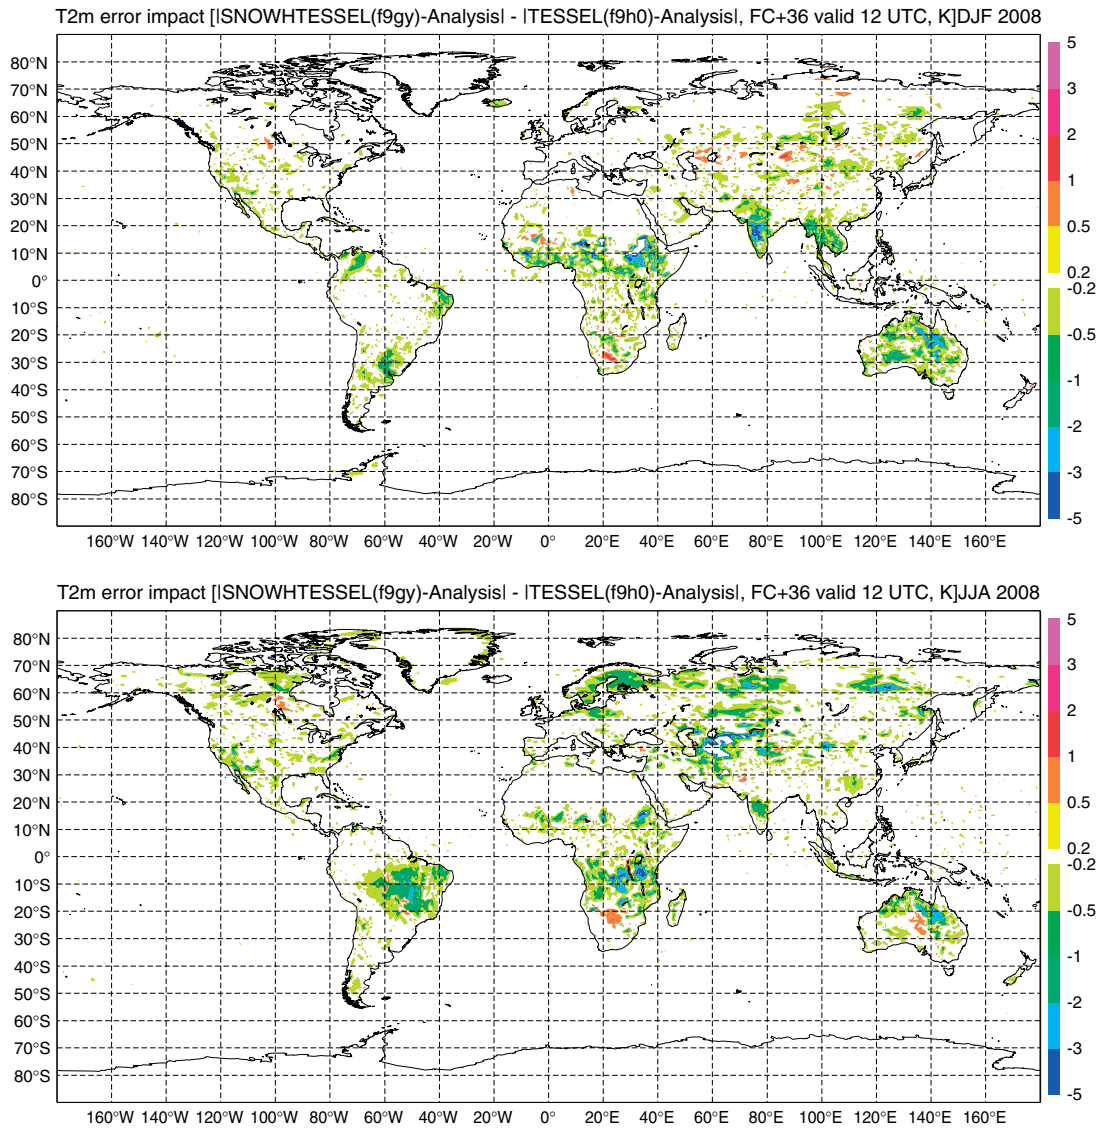 T2m error impact [|SNOWHTESSEL(f9gy)-Analysis| - |TESSEL(f9h0)-Analysis|, FC+36 valid 12 UTC, K]DJF 2008
80°N
70°N
60°N
50°N
40°N
30°N
20°N
10°N
0°
10°S
20°S
30°S
40°S
50°S
60°S
70°S
80°S
160°W 140°W 120°W 100°W 80°W 60°W 40°W 20°W 0° 20°E 40°E 60°E 80°E 100°E 120°E 140°E 160°E
5
3
2
1
0.5
0.2
-0.2
-0.5
-1
-2
-3
-5
T2m error impact [|SNOWHTESSEL(f9gy)-Analysis| - |TESSEL(f9h0)-Analysis|, FC+36 valid 12 UTC, K]JJA 2008
80°N
70°N
60°N
50°N
40°N
30°N
20°N
10°N
0°
10°S
20°S
30°S
40°S
50°S
60°S
70°S
80°S
160°W 140°W 120°W 100°W 80°W 60°W 40°W 20°W 0° 20°E 40°E 60°E 80°E 100°E 120°E 140°E 160°E
5
3
2
1
0.5
0.2
-0.2
-0.5
-1
-2
-3
-5